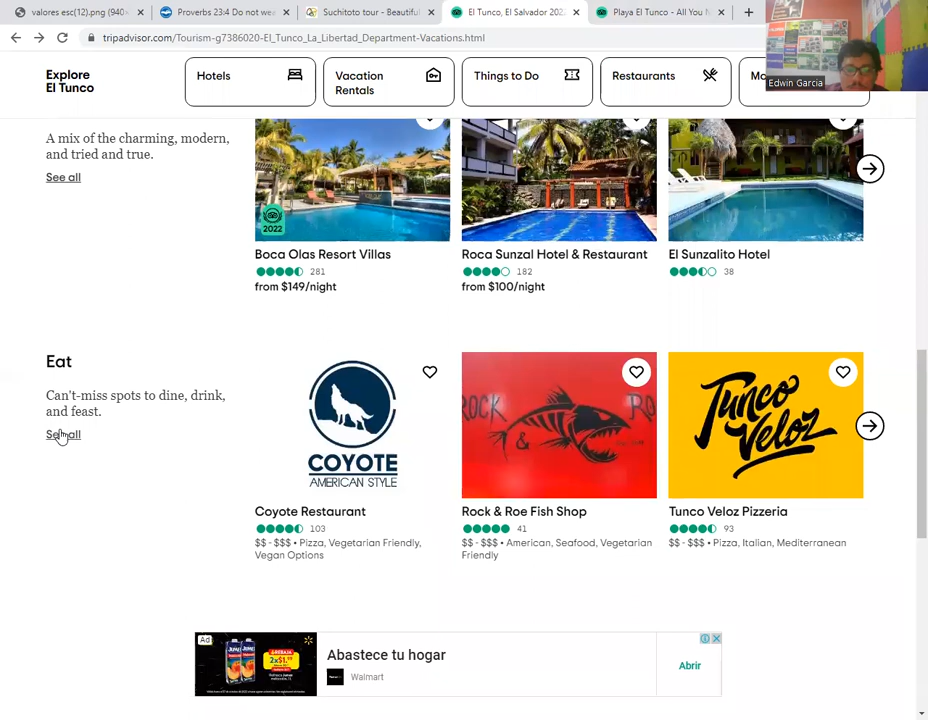 valores esc(12).png (940×
Proverbs 23:4 Do not wea
Suchitoto tour - Beautiful
El Tunco, El Salvador 202
Playa El Tunco - All You N
tripadvisor.com/Tourism-g7386020-El_Tunco_La_Libertad_Department-Vacations.html
Edwin Garcia
Explore
El Tunco
Hotels
Vacation
Rentals
Things to Do
Restaurants
A mix of the charming, modern,
and tried and true.
See all
2022
Boca Olas Resort Villas
281
from $149/night
Roca Sunzal Hotel & Restaurant
182
from $100/night
El Sunzalito Hotel
38
Eat
Can't-miss spots to dine, drink,
and feast.
See all
COYOTE
AMERICAN STYLE
ROCK
&
RO
Tunco
Veloz
Coyote Restaurant
103
$$ - $$$ • Pizza, Vegetarian Friendly,
Vegan Options
Rock & Roe Fish Shop
41
$$ - $$$ • American, Seafood, Vegetarian
Friendly
Tunco Veloz Pizzeria
93
$$ - $$$ • Pizza, Italian, Mediterranean
Ad
Abastece tu hogar
Walmart
Abrir